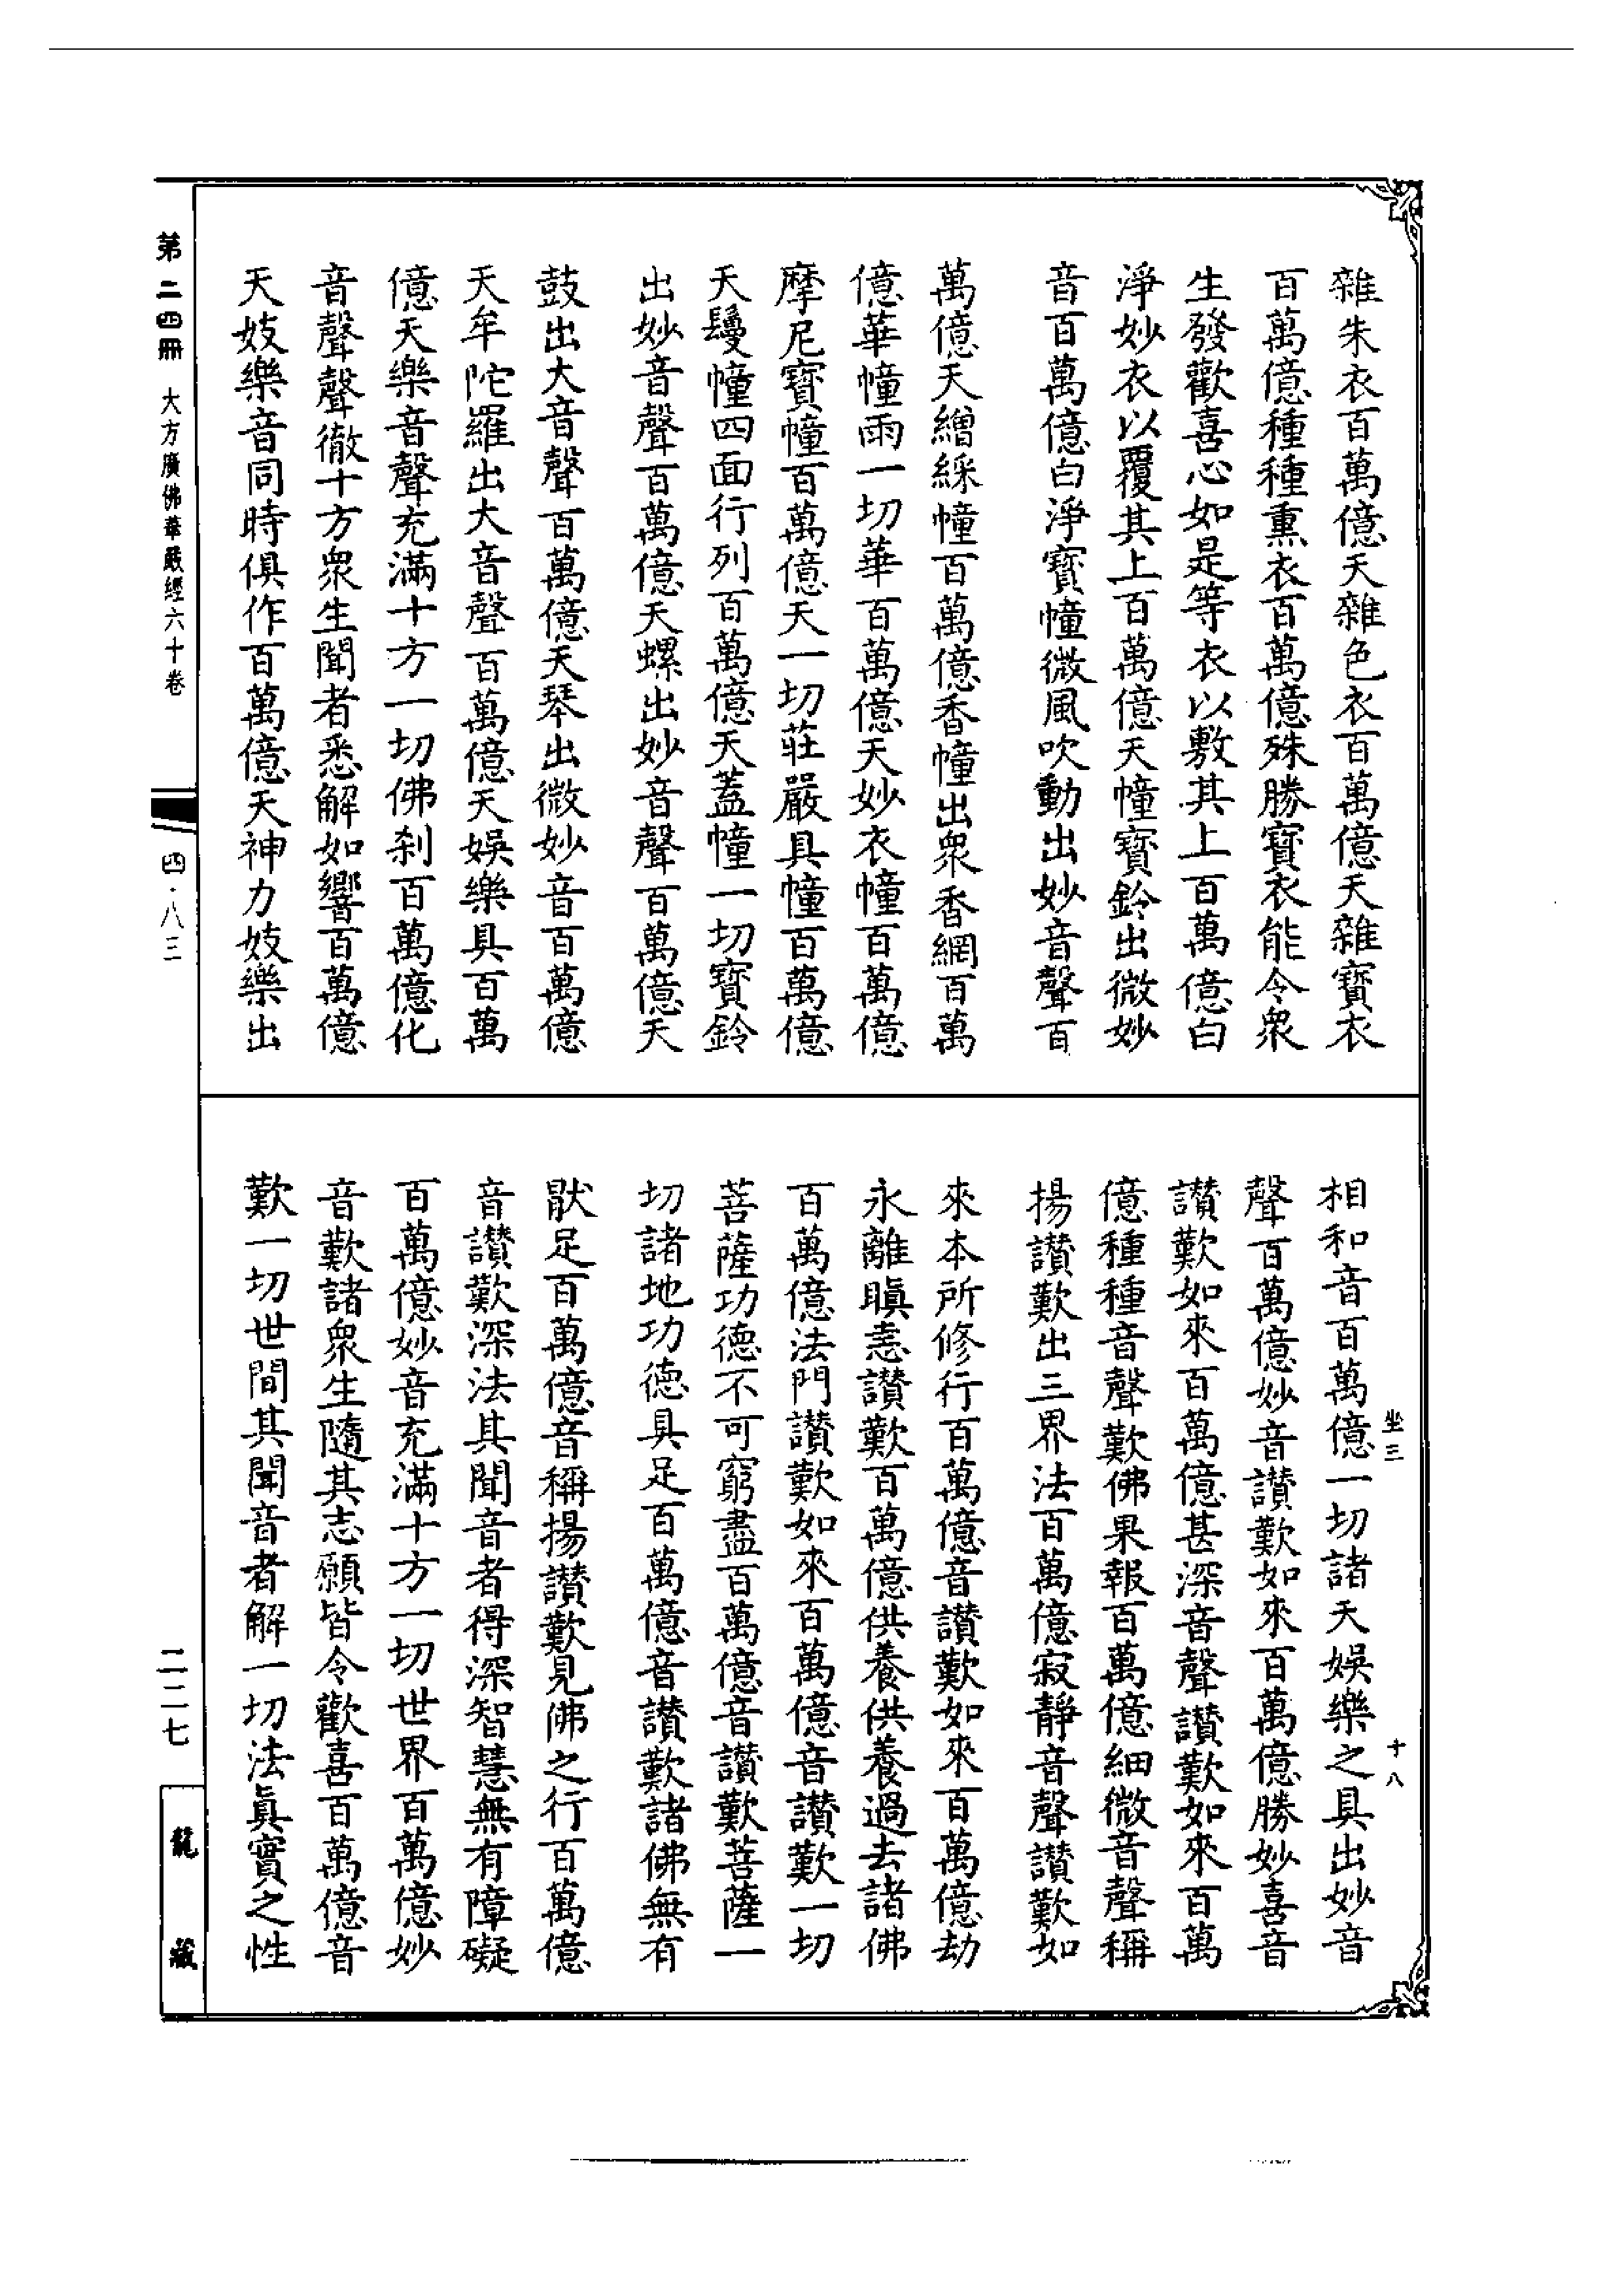 雜朱衣百萬億天雜色衣百萬億天雜寶衣
百萬億種種熏衣百萬億殊勝寶衣能令衆
生發歡喜心如是等衣以敷其上百萬億白
淨妙衣以覆其上百萬億天幢寶鈴出微妙
音百萬億白淨寶幢微風吹動出妙音聲百
萬億天繒綵幢百萬億香幢出衆香網百萬
億華幢雨一切華百萬億天妙衣幢百萬億
摩尼寶幢百萬億天一切莊嚴具幢百萬億
天鬘幢四面行列百萬億天蓋幢一切寶鈴
出妙音聲百萬億天螺出妙音聲百萬億天
鼓出大音聲百萬億天琴出微妙音百萬億
天牟陀羅出大音聲百萬億天娛樂具百萬
億天樂音聲充滿十方一切佛刹百萬億化
音聲聲徹十方衆生聞者悉解如響百萬億
天妓樂音同時俱作百萬億天神力妓樂出
相和音百萬億一切諸天娛樂之具出妙音
聲百萬億妙音讚歎如來百萬億勝妙喜音
讚歎如來百萬億甚深音聲讚歎如來百萬
億種種音聲歎佛果報百萬億細微音聲稱
揚讚歎出三界法百萬億寂靜音聲讚歎如
來本所修行百萬億音讚歎如來百萬億劫
永離瞋恚讚歎百萬億供養供養過去諸佛
百萬億法門讚歎如來百萬億音讚歎一切
菩薩功德不可窮盡百萬億音讚歎菩薩一
切諸地功德具足百萬億音讚歎諸佛無有
猒足百萬億音稱揚讚歎見佛之行百萬億
音讚歎深法其聞音者得深智慧無有障礙
百萬億妙音充滿十方一切世界百萬億妙
音歎諸衆生隨其志願皆令歡喜百萬億音
歎一切世間其聞音者解一切法眞實之性
坐三
十八
第二四冊 大方廣佛華嚴經六十卷
四·八三
二二七
龍藏